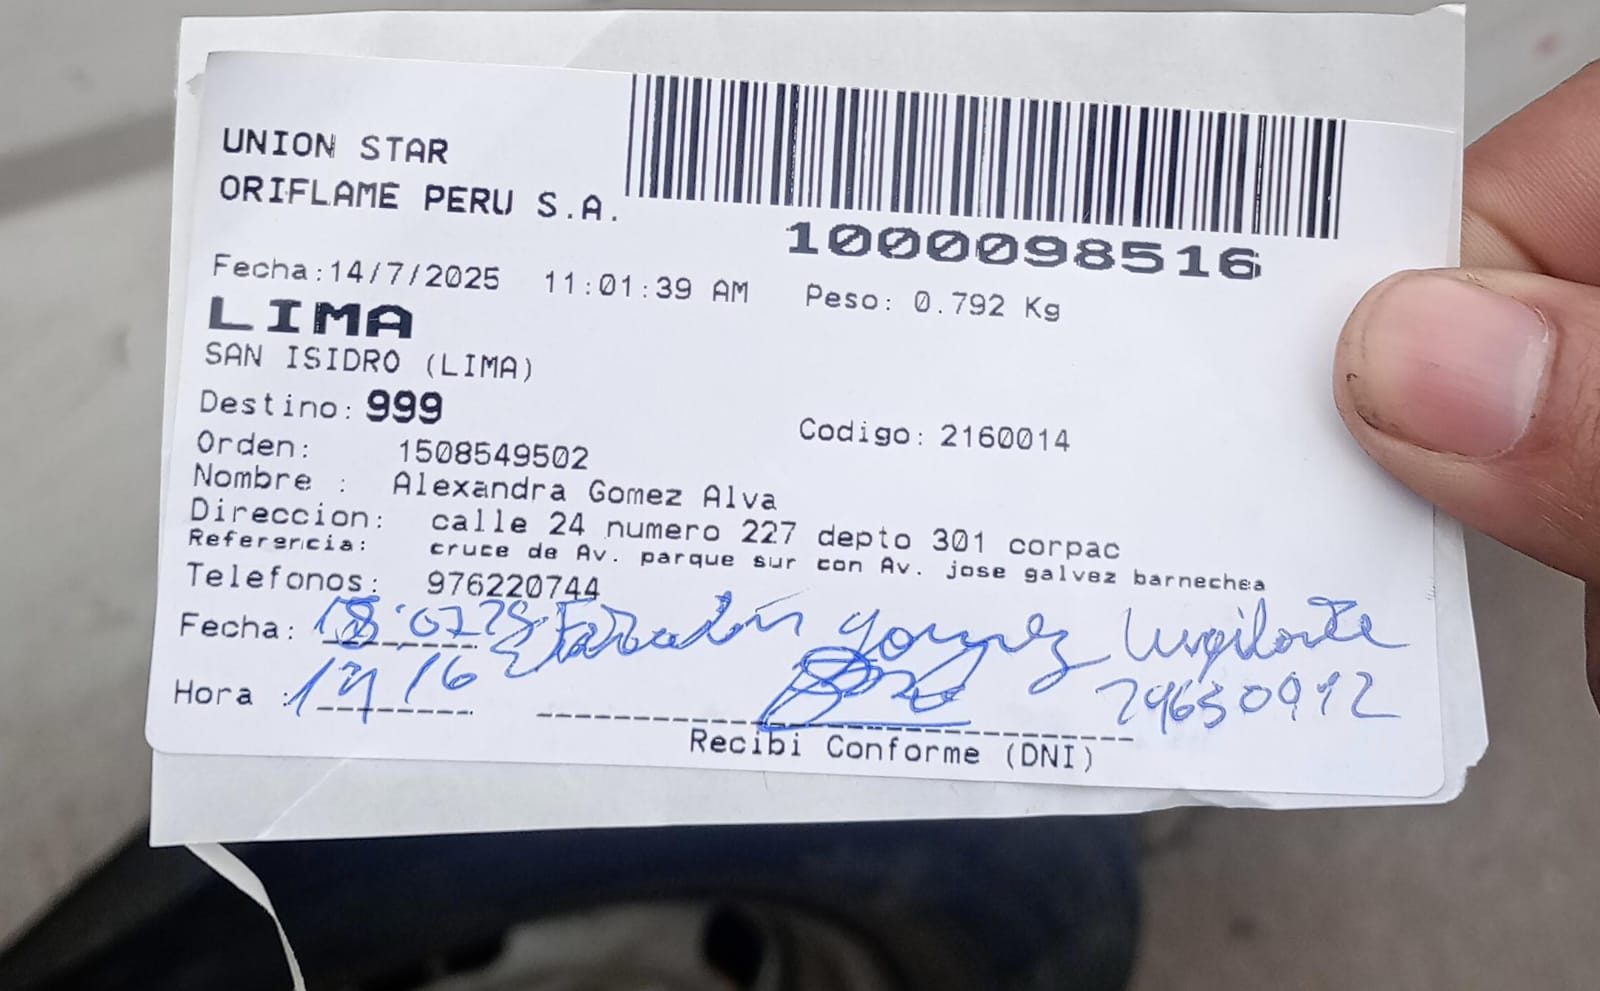 UNION STAR
ORIFLAME PERU S.A.
1000098516
Fecha:14/7/2025 11:01:39 AM Peso: 0.792 Kg
LIMA
SAN ISIDRO (LIMA)
Destino: 999
Codigo: 2160014
Orden: 1508549502
Nombre : Alexandra Gomez Alva
Direccion: calle 24 numero 227 depto 301 corpac
Referencia: cruce de Av. parque sur con Av. jose galvez barnechea
Telefonos: 976220744
Fecha:
Hora :
Recibi Conforme (DNI)